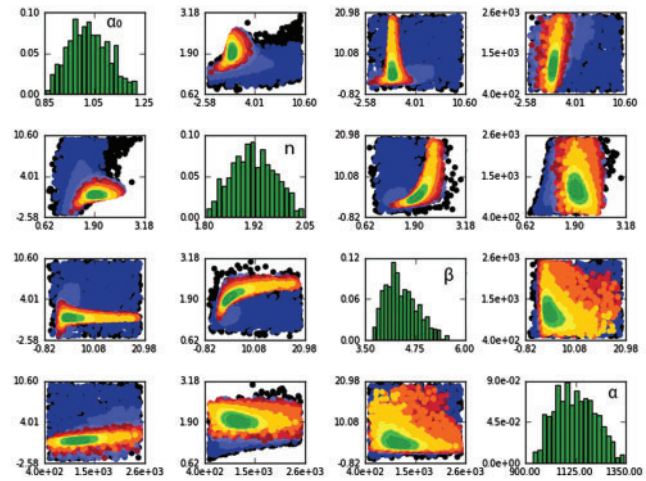 0.10 α₀ 3.18 20.98 2.6e+03
0.05 1.90 10.08 1.5e+03
0.00 0.62 -0.82 4.0e+02
0.85 1.05 1.25 -2.58 4.01 10.60 -2.58 4.01 10.60 -2.58 4.01 10.60
10.60 0.10 n 20.98 2.6e+03
4.01 0.05 10.08 1.5e+03
-2.58 0.00 -0.82 4.0e+02
0.62 1.90 3.18 1.80 1.92 2.05 0.62 1.90 3.18 0.62 1.90 3.18
10.60 3.18 0.12 β 2.6e+03
4.01 1.90 0.06 1.5e+03
-2.58 0.62 0.00 4.0e+02
-0.82 10.08 20.98 -0.82 10.08 20.98 3.50 4.75 6.00 -0.82 10.08 20.98
10.60 3.18 20.98 9.0e-02 α
4.01 1.90 10.08 4.5e-02
-2.58 0.62 -0.82 0.0e+00
4.0e+02 1.5e+03 2.6e+03 4.0e+02 1.5e+03 2.6e+03 4.0e+02 1.5e+03 2.6e+03 900.00 1125.00 1350.00